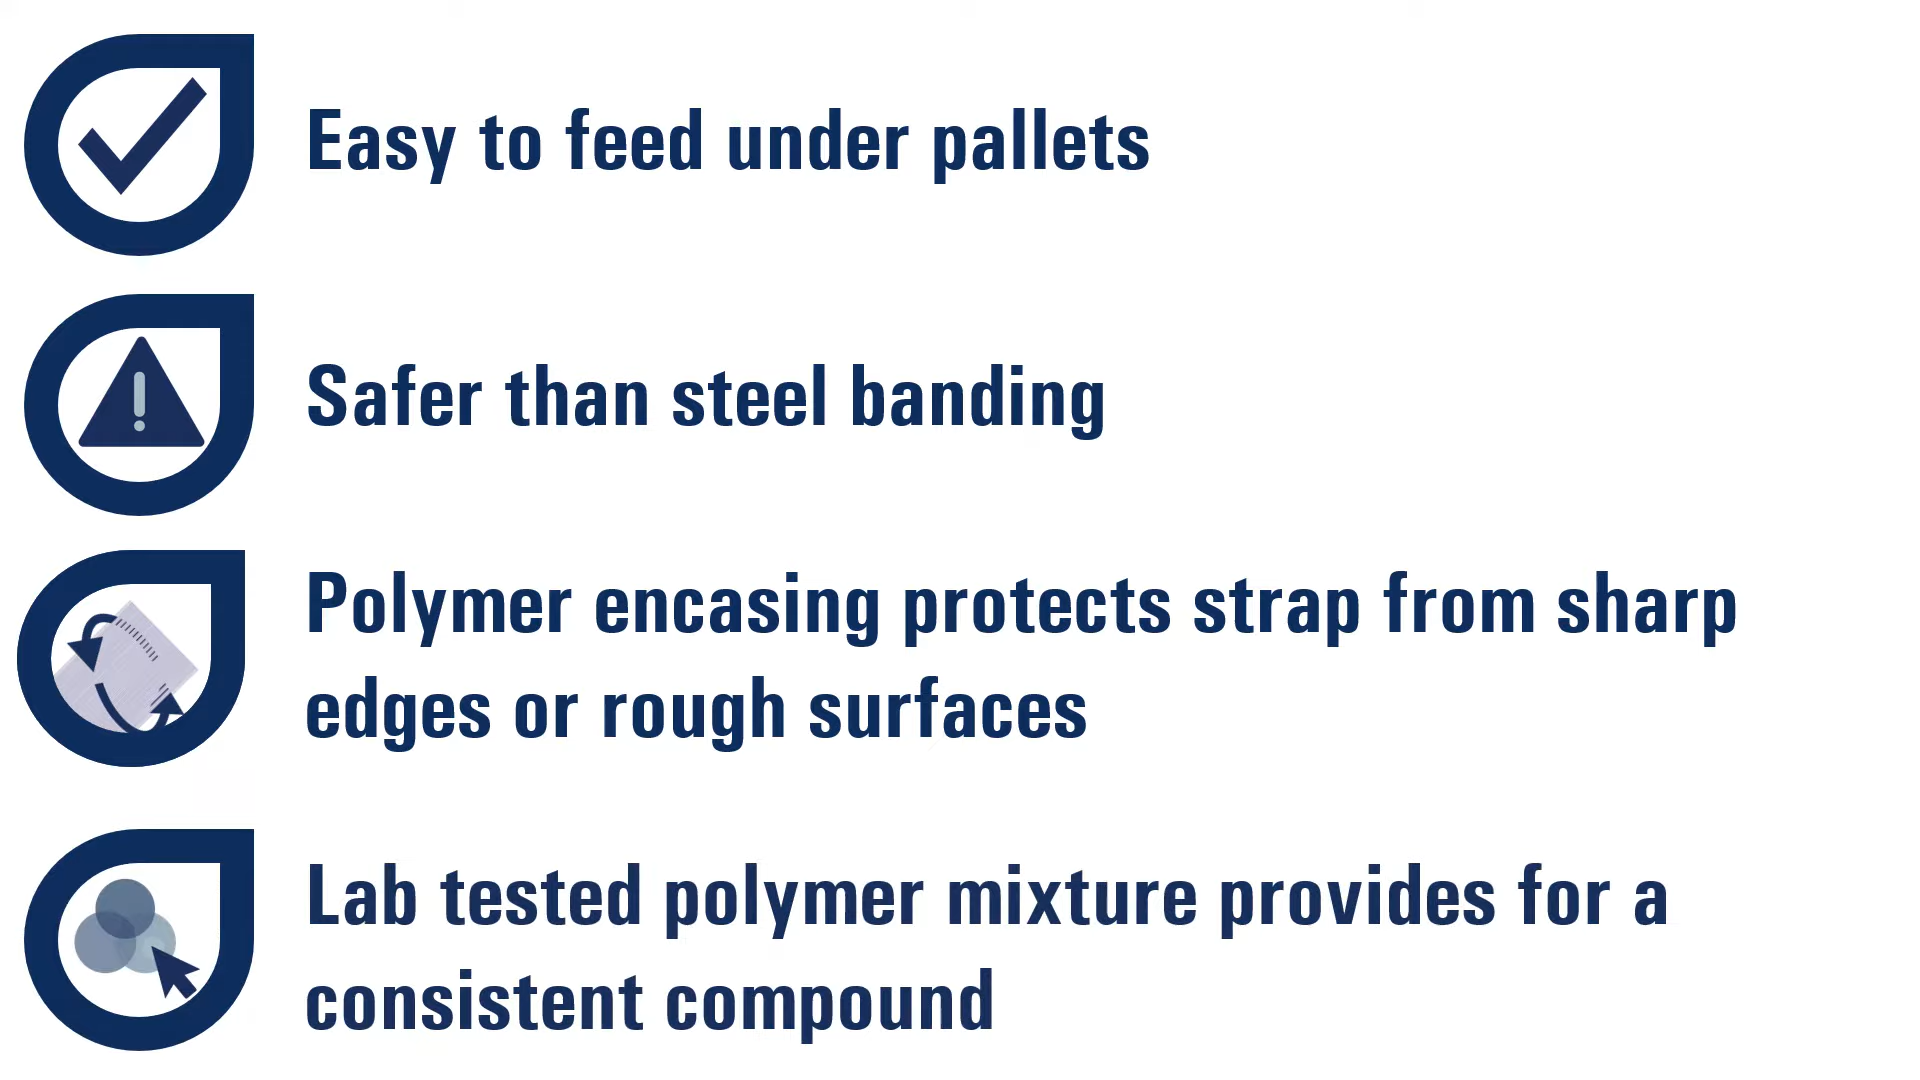 Easy to feed under pallets
Safer than steel banding
Polymer encasing protects strap from sharp
edges or rough surfaces
Lab tested polymer mixture provides for a
consistent compound